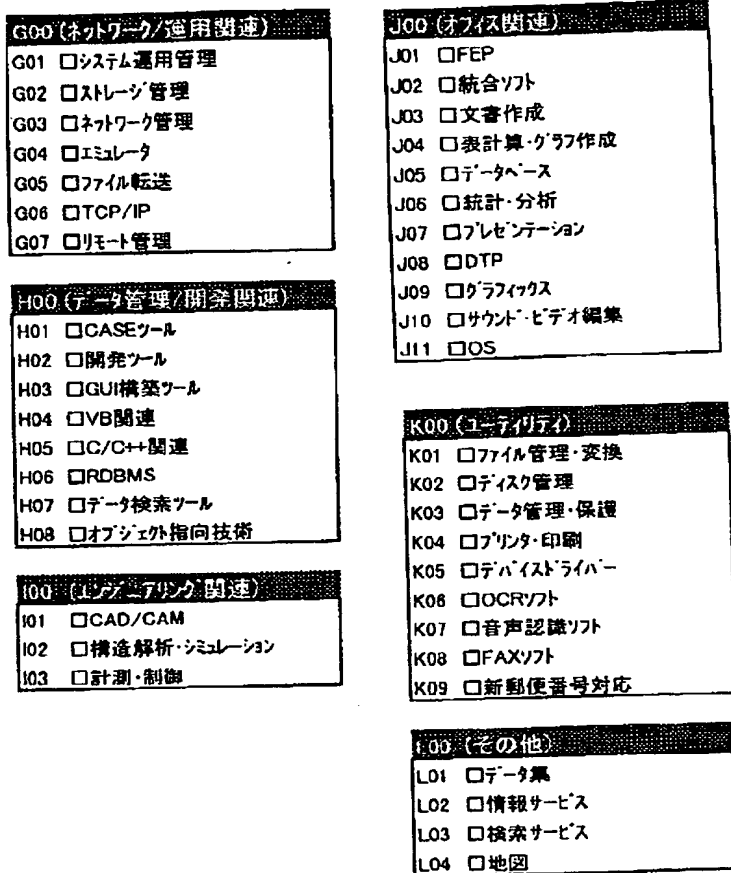 G00 (ネットワーク/運用関連)
G01 □システム運用管理
G02 □ストレージ管理
G03 □ネットワーク管理
G04 □エミュレータ
G05 □ファイル転送
G06 □TCP/IP
G07 □リモート管理
H00 (データ管理/開発関連)
H01 □CASEツール
H02 □開発ツール
H03 □GUI構築ツール
H04 □VB関連
H05 □C/C++関連
H06 □RDBMS
H07 □データ検索ツール
H08 □オブジェクト指向技術
I00 (エンジニアリング関連)
I01 □CAD/CAM
I02 □構造解析・シミュレーション
I03 □計測・制御
J00 (オフィス関連)
J01 □FEP
J02 □統合ソフト
J03 □文書作成
J04 □表計算・グラフ作成
J05 □データベース
J06 □統計・分析
J07 □プレゼンテーション
J08 □DTP
J09 □グラフィックス
J10 □サウンド・ビデオ編集
J11 □OS
K00 (ユーティリティ)
K01 □ファイル管理・変換
K02 □ディスク管理
K03 □データ管理・保護
K04 □プリンタ・印刷
K05 □デバイスドライバー
K06 □OCRソフト
K07 □音声認識ソフト
K08 □FAXソフト
K09 □新郵便番号対応
L00 (その他)
L01 □データ集
L02 □情報サービス
L03 □検索サービス
L04 □地図